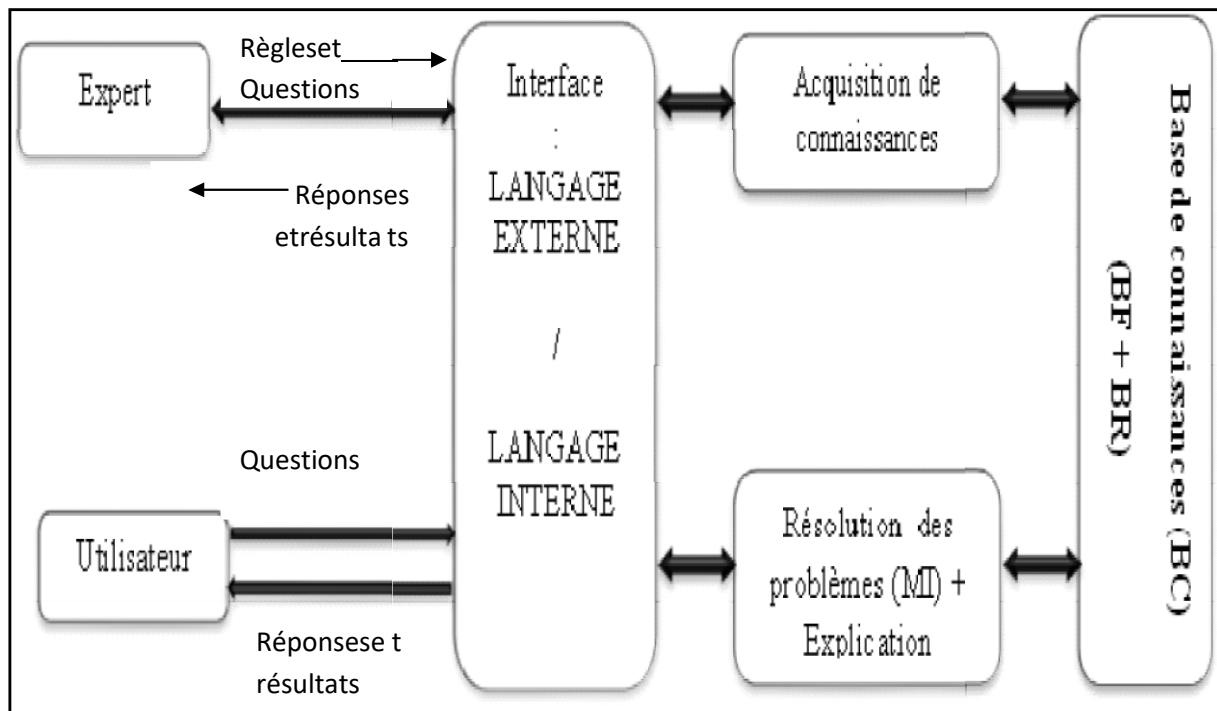 Expert
Règleset
Questions
Réponses
etrésulta ts
Questions
Utilisateur
Réponsese t
résultats
Interface
:
LANGAGE
EXTERNE
/
LANGAGE
INTERNE
Acquisition de
connaissances
Résolution des
problèmes (MI) +
Explication
Base de connaissances (BC)
(BF + BR)